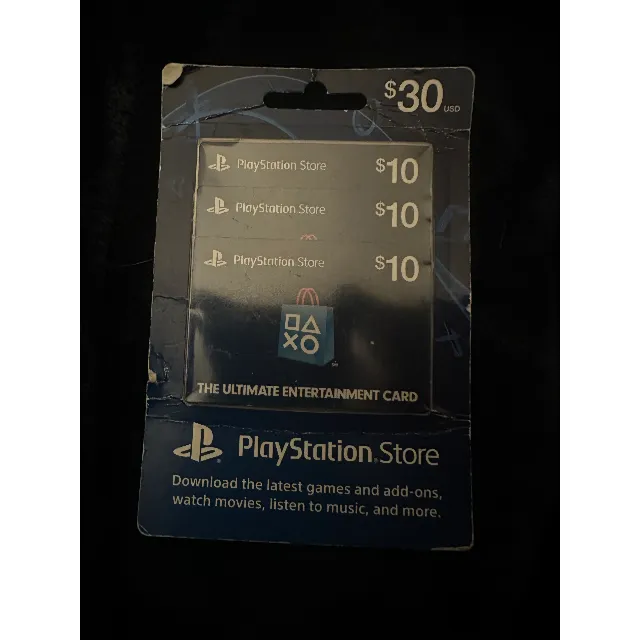 $30 USD
PlayStation Store $10
PlayStation Store $10
PlayStation Store $10
THE ULTIMATE ENTERTAINMENT CARD
PlayStation Store
Download the latest games and add-ons,
watch movies, listen to music, and more.